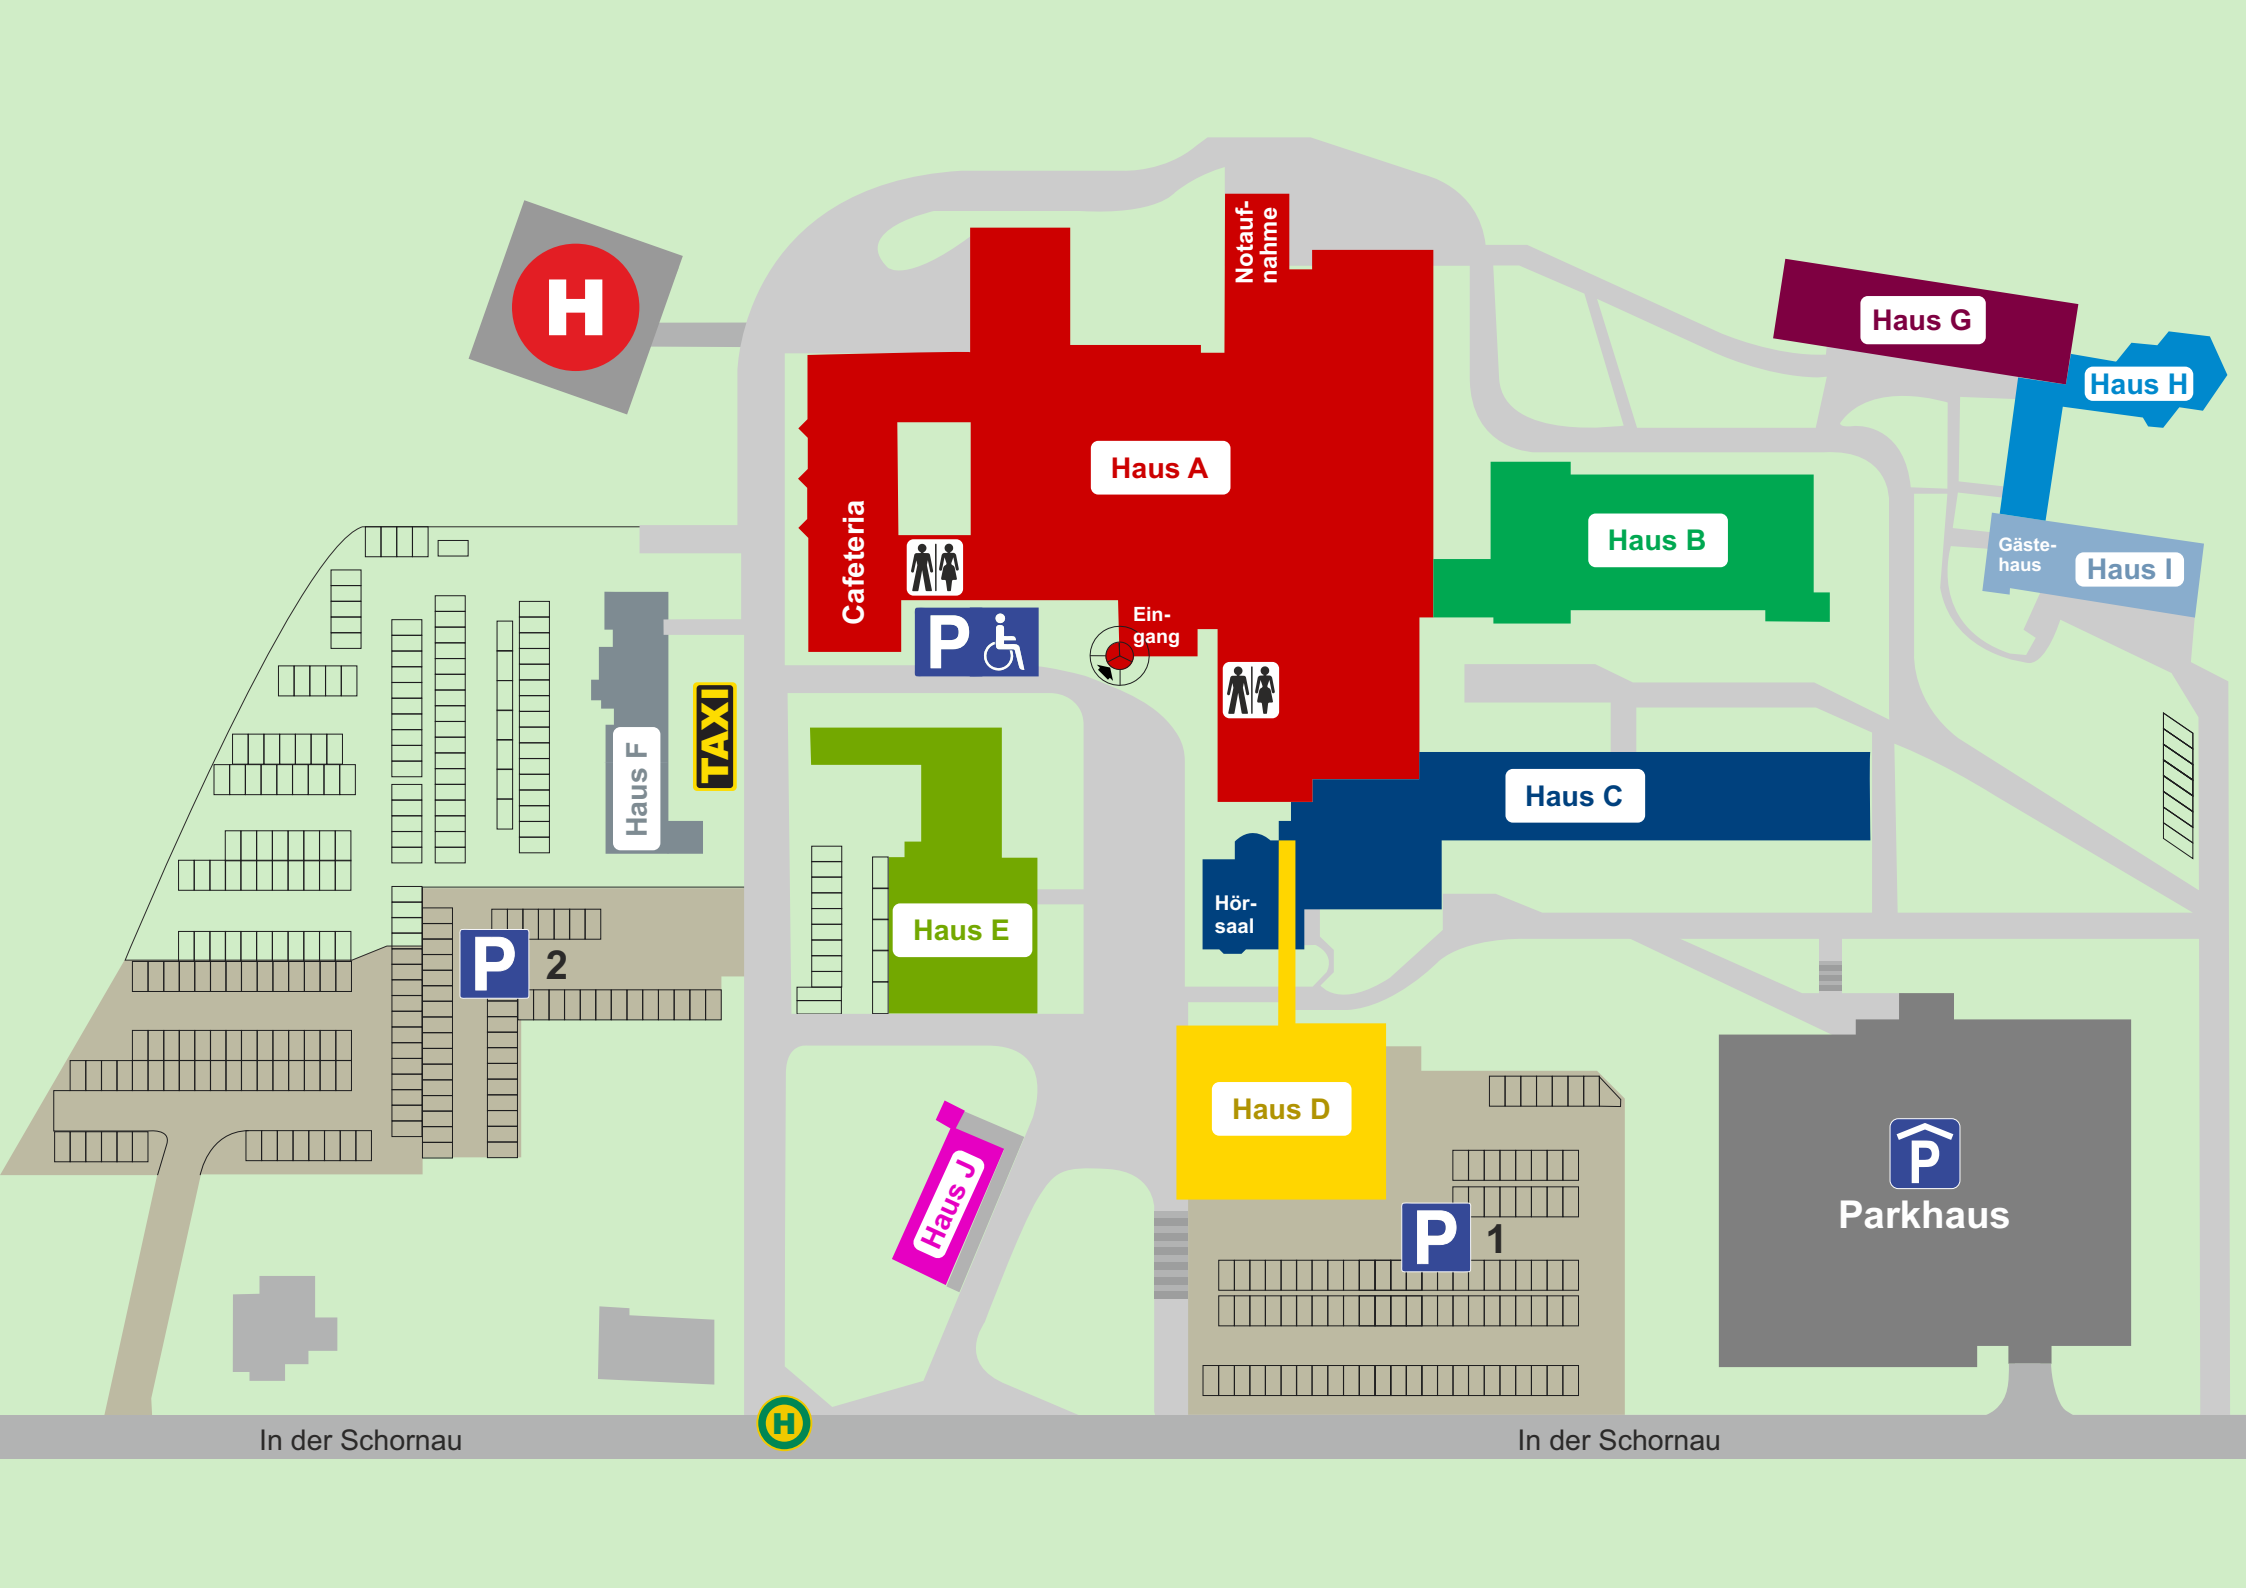 Notauf-
nahme
H
Haus G
Haus H
Haus A
Cafeteria
Haus B
Gäste-
haus
Haus I
Ein-
gang
P
TAXI
Haus F
Haus C
Hör-
saal
Haus E
P 2
Haus D
Haus J
P
Parkhaus
P 1
H
In der Schornau
In der Schornau